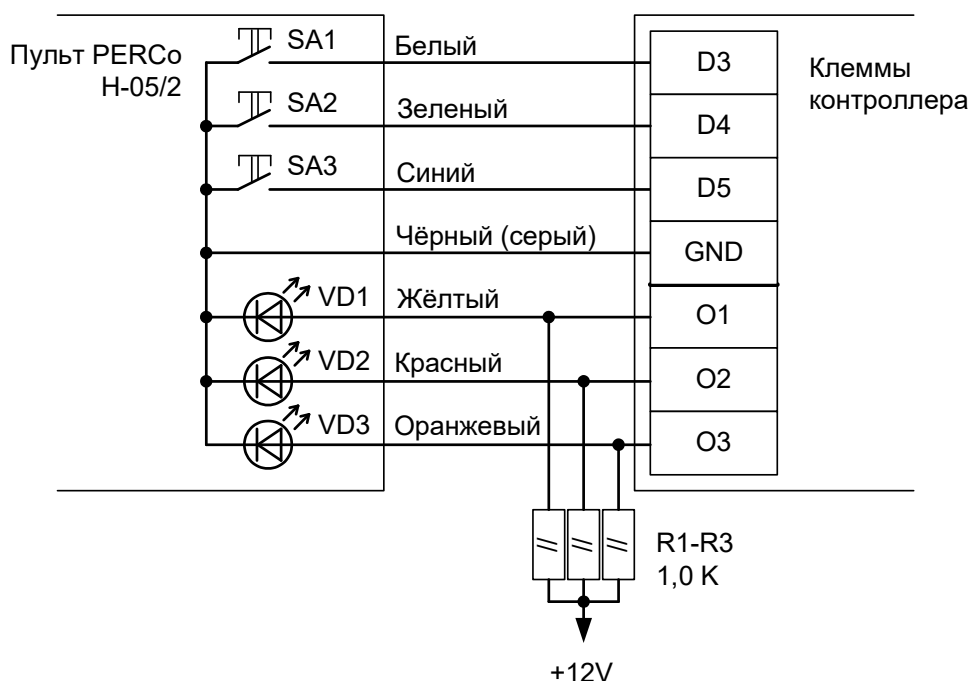 Пульт PERCo
H-05/2
SA1
Белый
D3
Клеммы
контроллера
SA2
Зеленый
D4
SA3
Синий
D5
Чёрный (серый)
GND
VD1
Жёлтый
O1
VD2
Красный
O2
VD3
Оранжевый
O3
R1-R3
1,0 K
+12V